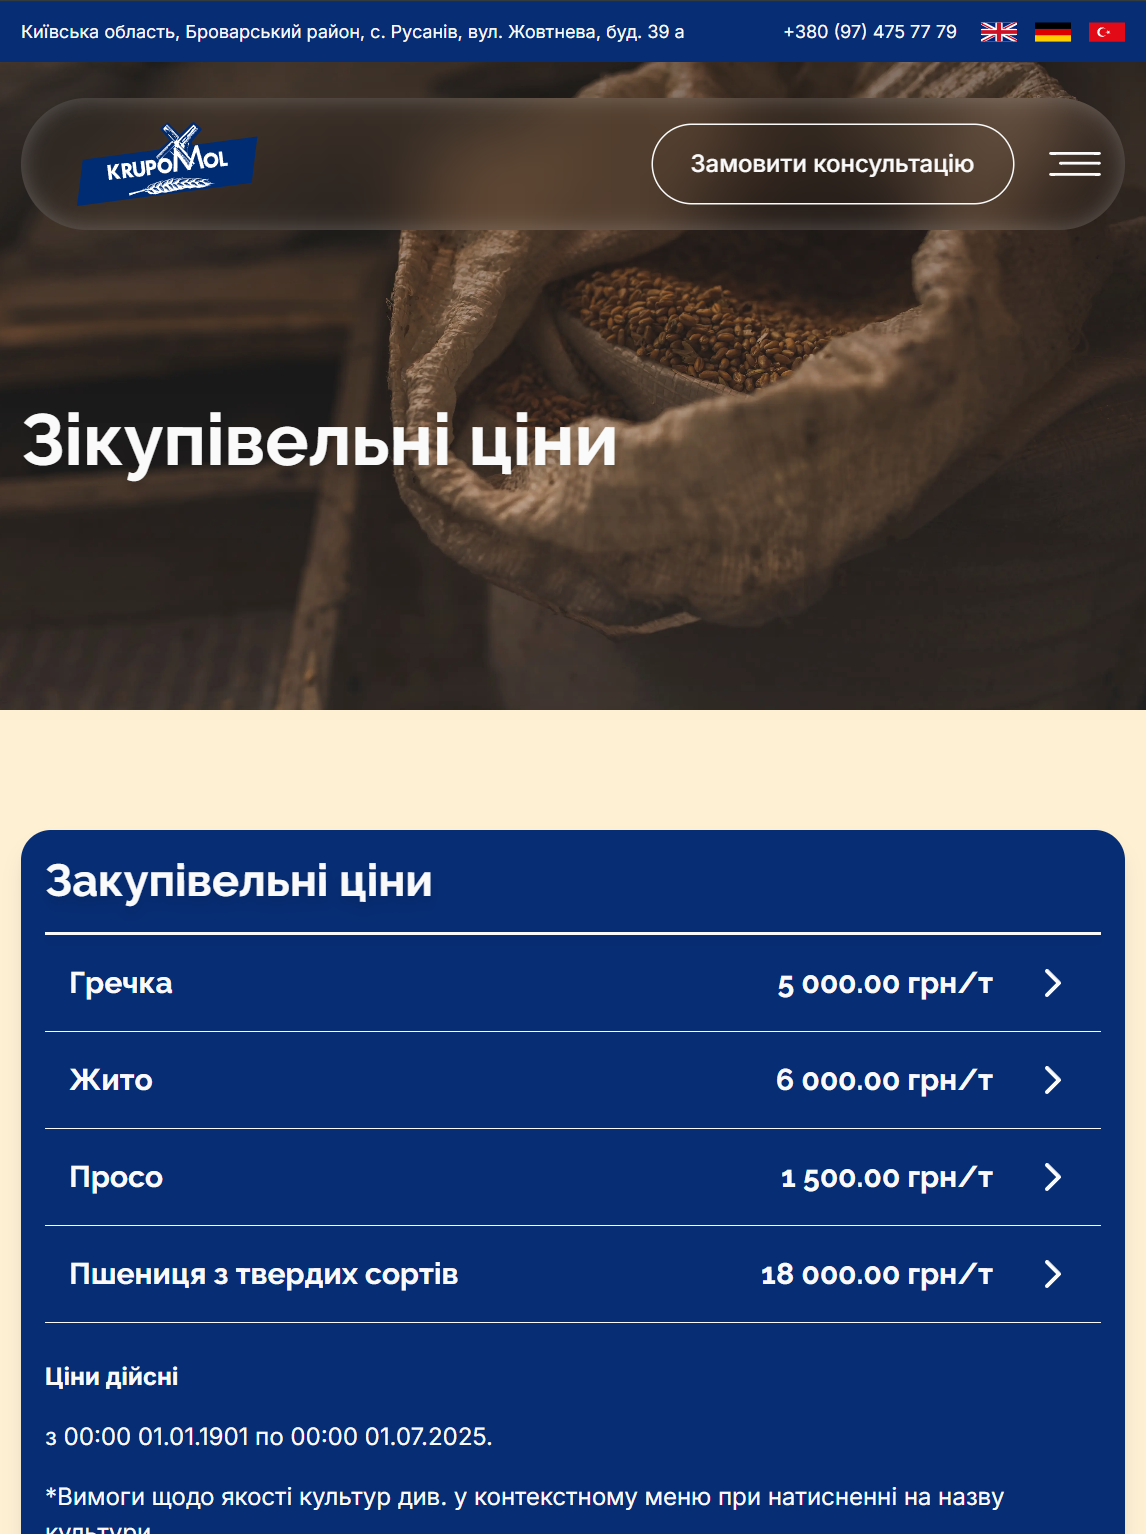 Київська область, Броварський район, с. Русанів, вул. Жовтнева, буд. 39 а
+380 (97) 475 77 79
KRUPOMOL
Замовити консультацію
Зікупівельні ціни
Закупівельні ціни
Гречка 5 000.00 грн/т
Жито 6 000.00 грн/т
Просо 1 500.00 грн/т
Пшениця з твердих сортів 18 000.00 грн/т
Ціни дійсні
з 00:00 01.01.1901 по 00:00 01.07.2025.
*Вимоги щодо якості культур див. у контекстному меню при натисненні на назву
культури